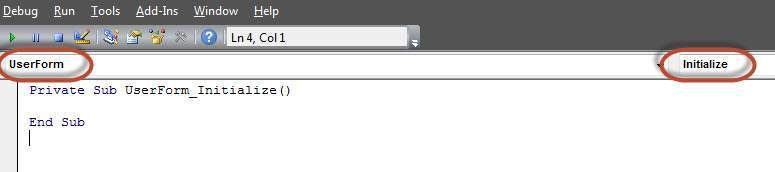 Debug Run Tools Add-Ins Window Help
Ln 4, Col 1
UserForm Initialize
Private Sub UserForm_Initialize()
End Sub